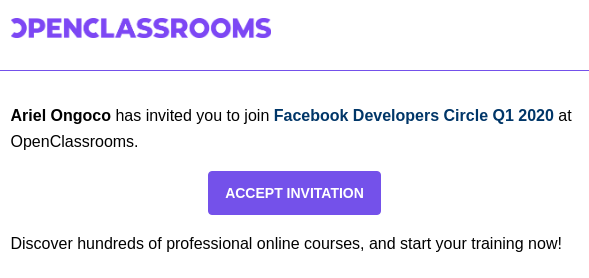 OPENCLASSROOMS
Ariel Ongoco has invited you to join Facebook Developers Circle Q1 2020 at
OpenClassrooms.
ACCEPT INVITATION
Discover hundreds of professional online courses, and start your training now!